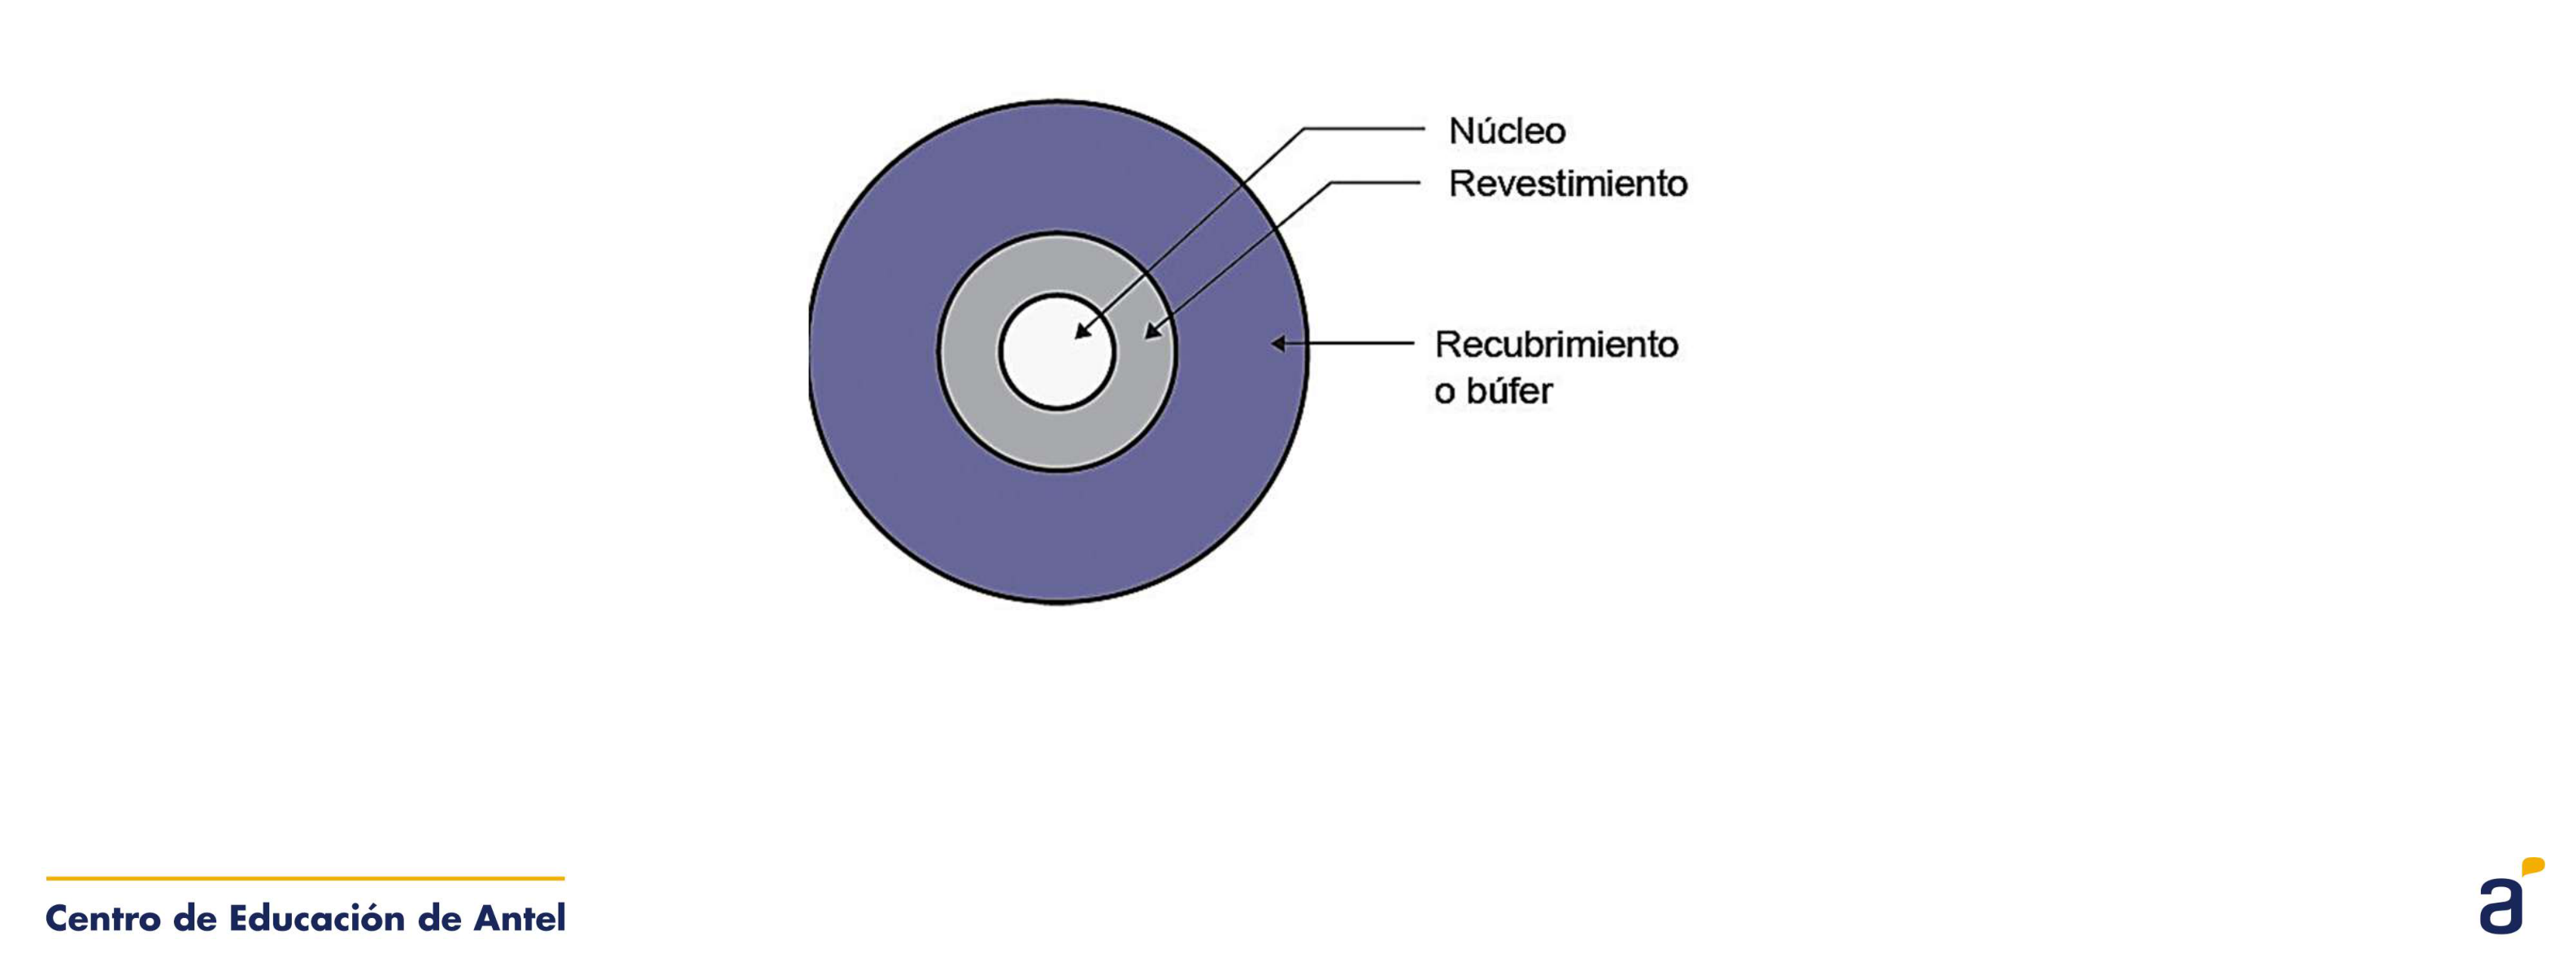 Núcleo
Revestimiento
Recubrimiento
o búfer
Centro de Educación de Antel
a